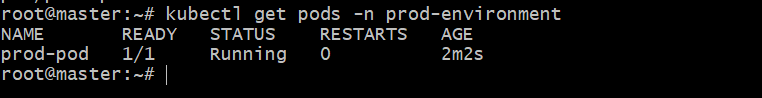 root@master:~# kubectl get pods -n prod-environment
NAME READY STATUS RESTARTS AGE
prod-pod 1/1 Running 0 2m2s
root@master:~#